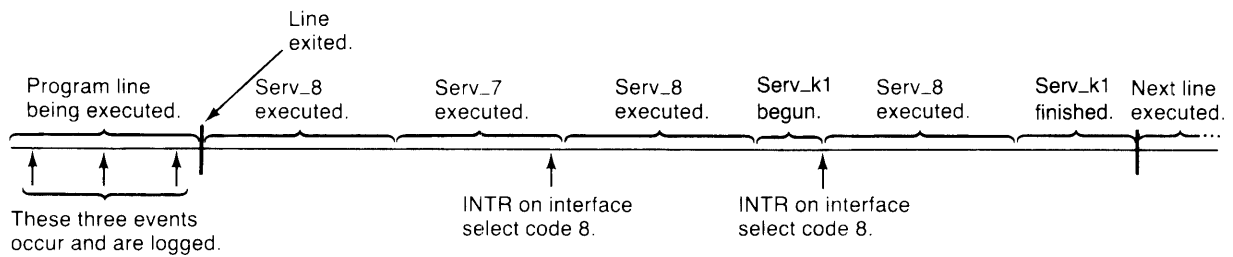 Line
exited.
Program line
being executed.
Serv_8
executed.
Serv_7
executed.
Serv_8
executed.
Serv_k1
begun.
Serv_8
executed.
Serv_k1
finished.
Next line
executed.
These three events
occur and are logged.
INTR on interface
select code 8.
INTR on interface
select code 8.